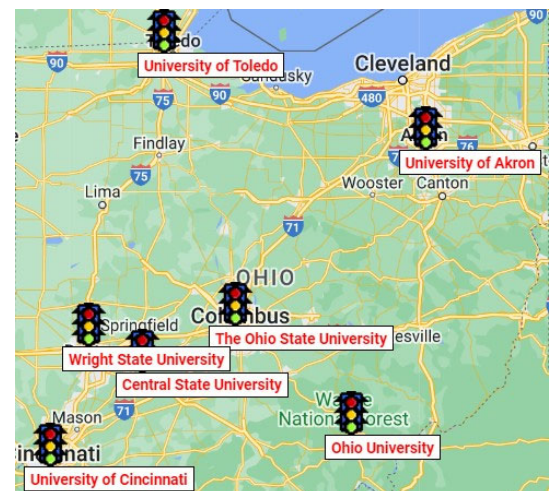 90
Toledo
90
University of Toledo
Sandusky
Cleveland
90
75
480
Findlay
75
University of Akron
76
Wooster
Canton
Lima
71
OHIO
Columbus
The Ohio State University
Springfield
Wright State University
Central State University
Mason
71
National Forest
Ohio University
University of Cincinnati